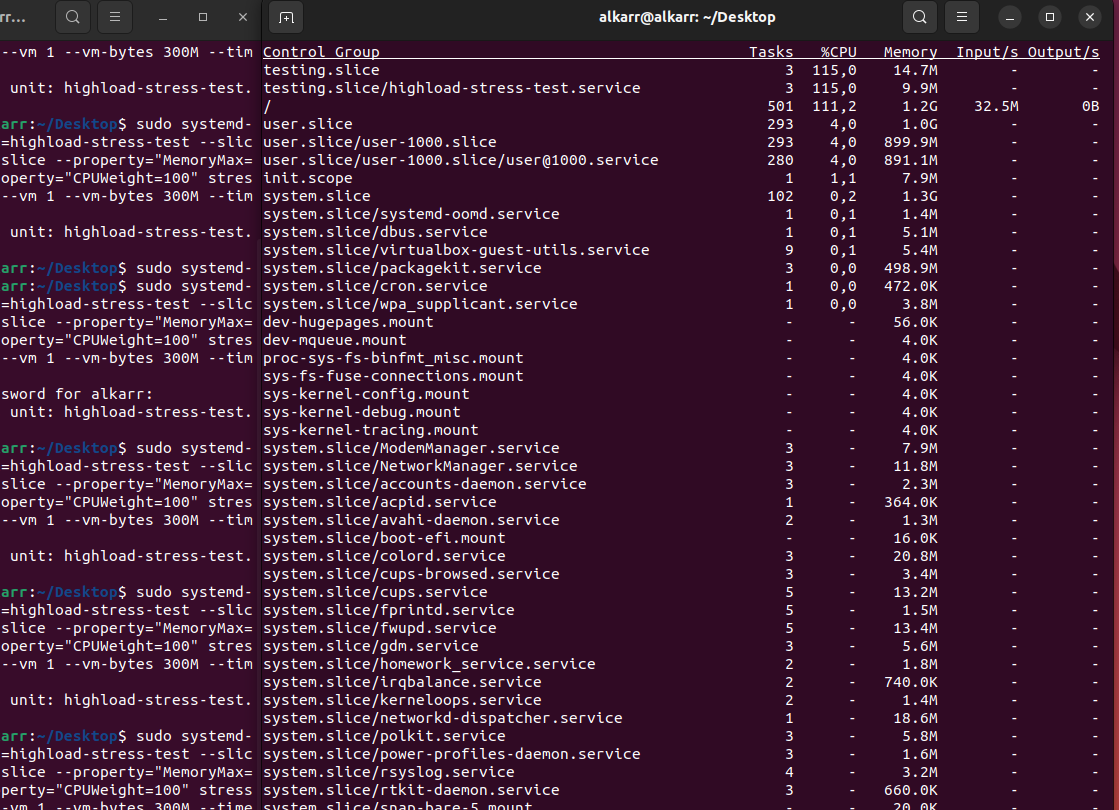 rr...
alkarr@alkarr: ~/Desktop
--vm 1 --vm-bytes 300M --tim
unit: highload-stress-test.
arr:~/Desktop$ sudo systemd-
=highload-stress-test --slic
slice --property="MemoryMax=
operty="CPUWeight=100" stres
--vm 1 --vm-bytes 300M --tim
unit: highload-stress-test.
arr:~/Desktop$ sudo systemd-
arr:~/Desktop$ sudo systemd-
=highload-stress-test --slic
slice --property="MemoryMax=
operty="CPUWeight=100" stres
--vm 1 --vm-bytes 300M --tim
sword for alkarr:
unit: highload-stress-test.
arr:~/Desktop$ sudo systemd-
=highload-stress-test --slic
slice --property="MemoryMax=
operty="CPUWeight=100" stres
--vm 1 --vm-bytes 300M --tim
unit: highload-stress-test.
arr:~/Desktop$ sudo systemd-
=highload-stress-test --slic
slice --property="MemoryMax=
operty="CPUWeight=100" stres
--vm 1 --vm-bytes 300M --tim
unit: highload-stress-test.
arr:~/Desktop$ sudo systemd-
=highload-stress-test --slic
slice --property="MemoryMax=
perty="CPUWeight=100" stress
-vm 1 --vm-bytes 300M --time
Control Group Tasks %CPU Memory Input/s Output/s
testing.slice 3 115,0 14.7M - -
testing.slice/highload-stress-test.service 3 115,0 9.9M - -
/ 501 111,2 1.2G 32.5M 0B
user.slice 293 4,0 1.0G - -
user.slice/user-1000.slice 293 4,0 899.9M - -
user.slice/user-1000.slice/user@1000.service 280 4,0 891.1M - -
init.scope 1 1,1 7.9M - -
system.slice 102 0,2 1.3G - -
system.slice/systemd-oomd.service 1 0,1 1.4M - -
system.slice/dbus.service 1 0,1 5.1M - -
system.slice/virtualbox-guest-utils.service 9 0,1 5.4M - -
system.slice/packagekit.service 3 0,0 498.9M - -
system.slice/cron.service 1 0,0 472.0K - -
system.slice/wpa_supplicant.service 1 0,0 3.8M - -
dev-hugepages.mount - - 56.0K - -
dev-mqueue.mount - - 4.0K - -
proc-sys-fs-binfmt_misc.mount - - 4.0K - -
sys-fs-fuse-connections.mount - - 4.0K - -
sys-kernel-config.mount - - 4.0K - -
sys-kernel-debug.mount - - 4.0K - -
sys-kernel-tracing.mount - - 4.0K - -
system.slice/ModemManager.service 3 - 7.9M - -
system.slice/NetworkManager.service 3 - 11.8M - -
system.slice/accounts-daemon.service 3 - 2.3M - -
system.slice/acpid.service 1 - 364.0K - -
system.slice/avahi-daemon.service 2 - 1.3M - -
system.slice/boot-efi.mount - - 16.0K - -
system.slice/colord.service 3 - 20.8M - -
system.slice/cups-browsed.service 3 - 3.4M - -
system.slice/cups.service 5 - 13.2M - -
system.slice/fprintd.service 5 - 1.5M - -
system.slice/fwupd.service 5 - 13.4M - -
system.slice/gdm.service 3 - 5.6M - -
system.slice/homework_service.service 2 - 1.8M - -
system.slice/irqbalance.service 2 - 740.0K - -
system.slice/kerneloops.service 2 - 1.4M - -
system.slice/networkd-dispatcher.service 1 - 18.6M - -
system.slice/polkit.service 3 - 5.8M - -
system.slice/power-profiles-daemon.service 3 - 1.6M - -
system.slice/rsyslog.service 4 - 3.2M - -
system.slice/rtkit-daemon.service 3 - 660.0K - -
system.slice/snap-bare-5.mount - - 20.0K - -